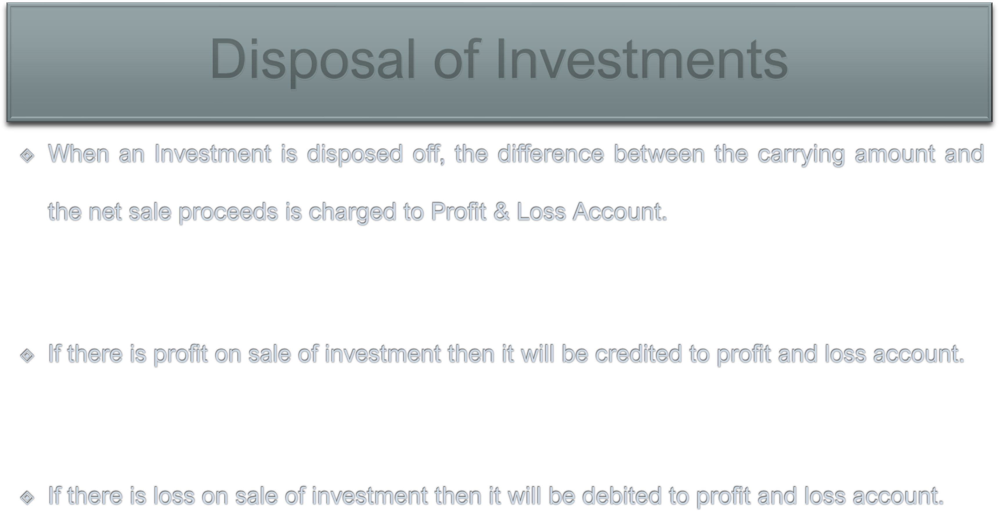 Disposal of Investments
When an Investment is disposed off, the difference between the carrying amount and
the net sale proceeds is charged to Profit & Loss Account.
If there is profit on sale of investment then it will be credited to profit and loss account.
If there is loss on sale of investment then it will be debited to profit and loss account.